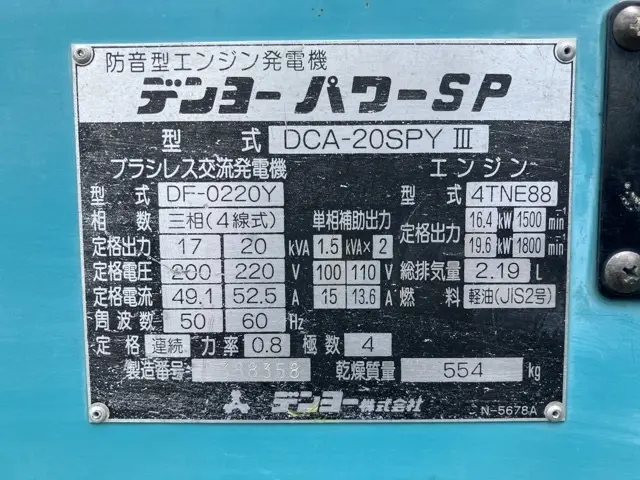 防音型エンジン発電機
デンヨー パワーSP
型式 DCA-20SPY III
ブラシレス交流発電機 エンジン
型式 DF-0220Y 型式 4TNE88
相数 三相(4線式) 単相補助出力 定格出力 16.4 kW 1500 min⁻¹
定格出力 17 20 kVA 1.5 kVA×2 19.6 kW 1800 min⁻¹
定格電圧 200 220 V 100 110 V 総排気量 2.19 L
定格電流 49.1 52.5 A 15 13.6 A 燃料 軽油(JIS2号)
周波数 50 60 Hz
定格 連続 力率 0.8 極数 4
製造番号 乾燥質量 554 kg
デンヨー株式会社 N-5678A